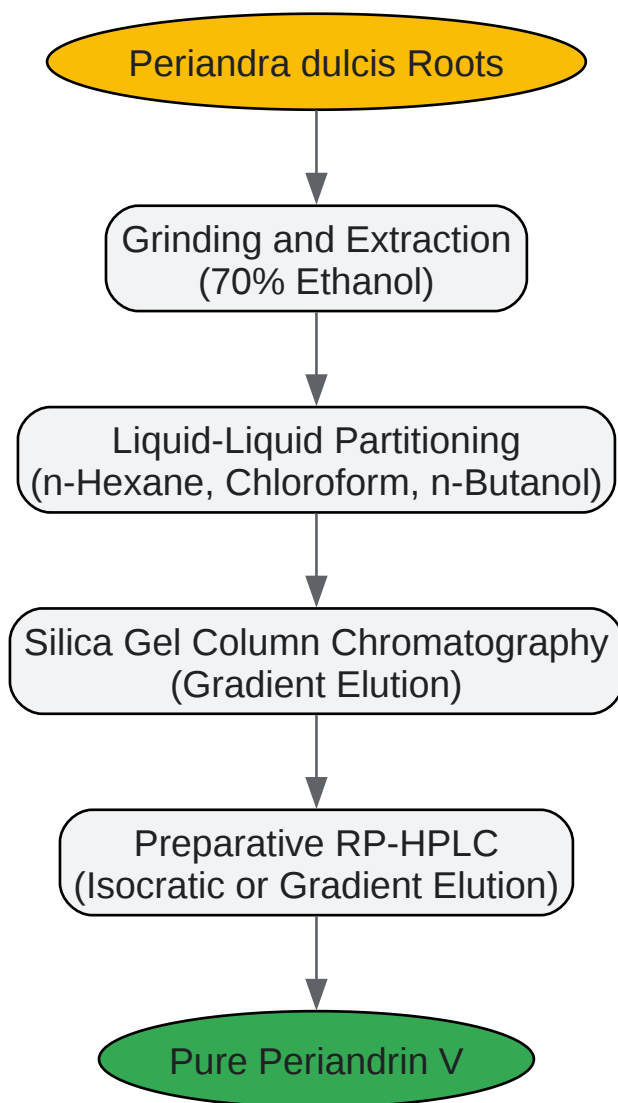 Periandra dulcis Roots
Grinding and Extraction
(70% Ethanol)
Liquid-Liquid Partitioning
(n-Hexane, Chloroform, n-Butanol)
Silica Gel Column Chromatography
(Gradient Elution)
Preparative RP-HPLC
(Isocratic or Gradient Elution)
Pure Periandrin V